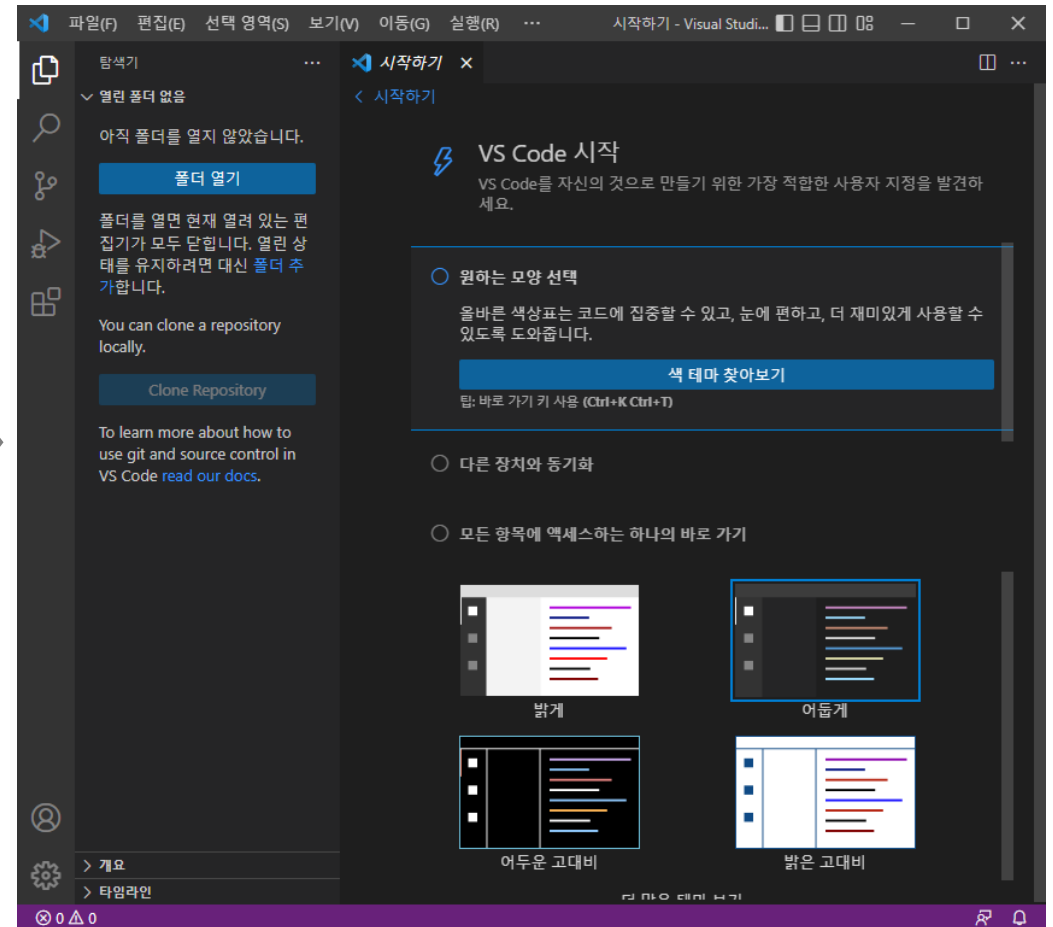 파일(F) 편집(E) 선택 영역(S) 보기(V) 이동(G) 실행(R) ··· 시작하기 - Visual Studi...
탐색기 ···
열린 폴더 없음
아직 폴더를 열지 않았습니다.
폴더 열기
폴더를 열면 현재 열려 있는 편
집기가 모두 닫힙니다. 열린 상
태를 유지하려면 대신 폴더 추
가합니다.
You can clone a repository
locally.
Clone Repository
To learn more about how to
use git and source control in
VS Code read our docs.
개요
타임라인
시작하기
시작하기
VS Code 시작
VS Code를 자신의 것으로 만들기 위한 가장 적합한 사용자 지정을 발견하
세요.
원하는 모양 선택
올바른 색상표는 코드에 집중할 수 있고, 눈에 편하고, 더 재미있게 사용할 수
있도록 도와줍니다.
색 테마 찾아보기
팁: 바로 가기 키 사용 (Ctrl+K Ctrl+T)
다른 장치와 동기화
모든 항목에 액세스하는 하나의 바로 가기
밝게 어둡게
어두운 고대비 밝은 고대비
더 많은 테마 보기
0 0